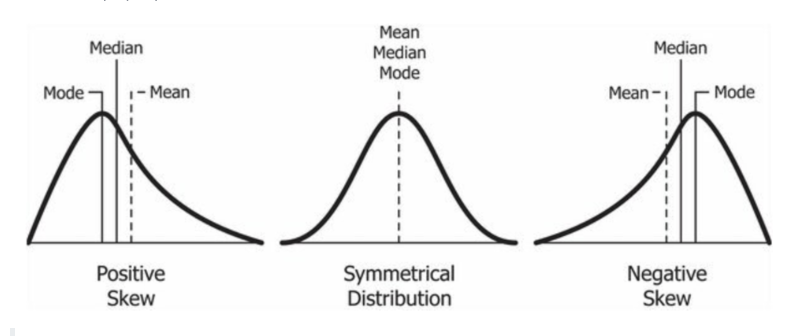 Median
Mode
Mean
Positive
Skew
Mean
Median
Mode
Symmetrical
Distribution
Median
Mean
Mode
Negative
Skew